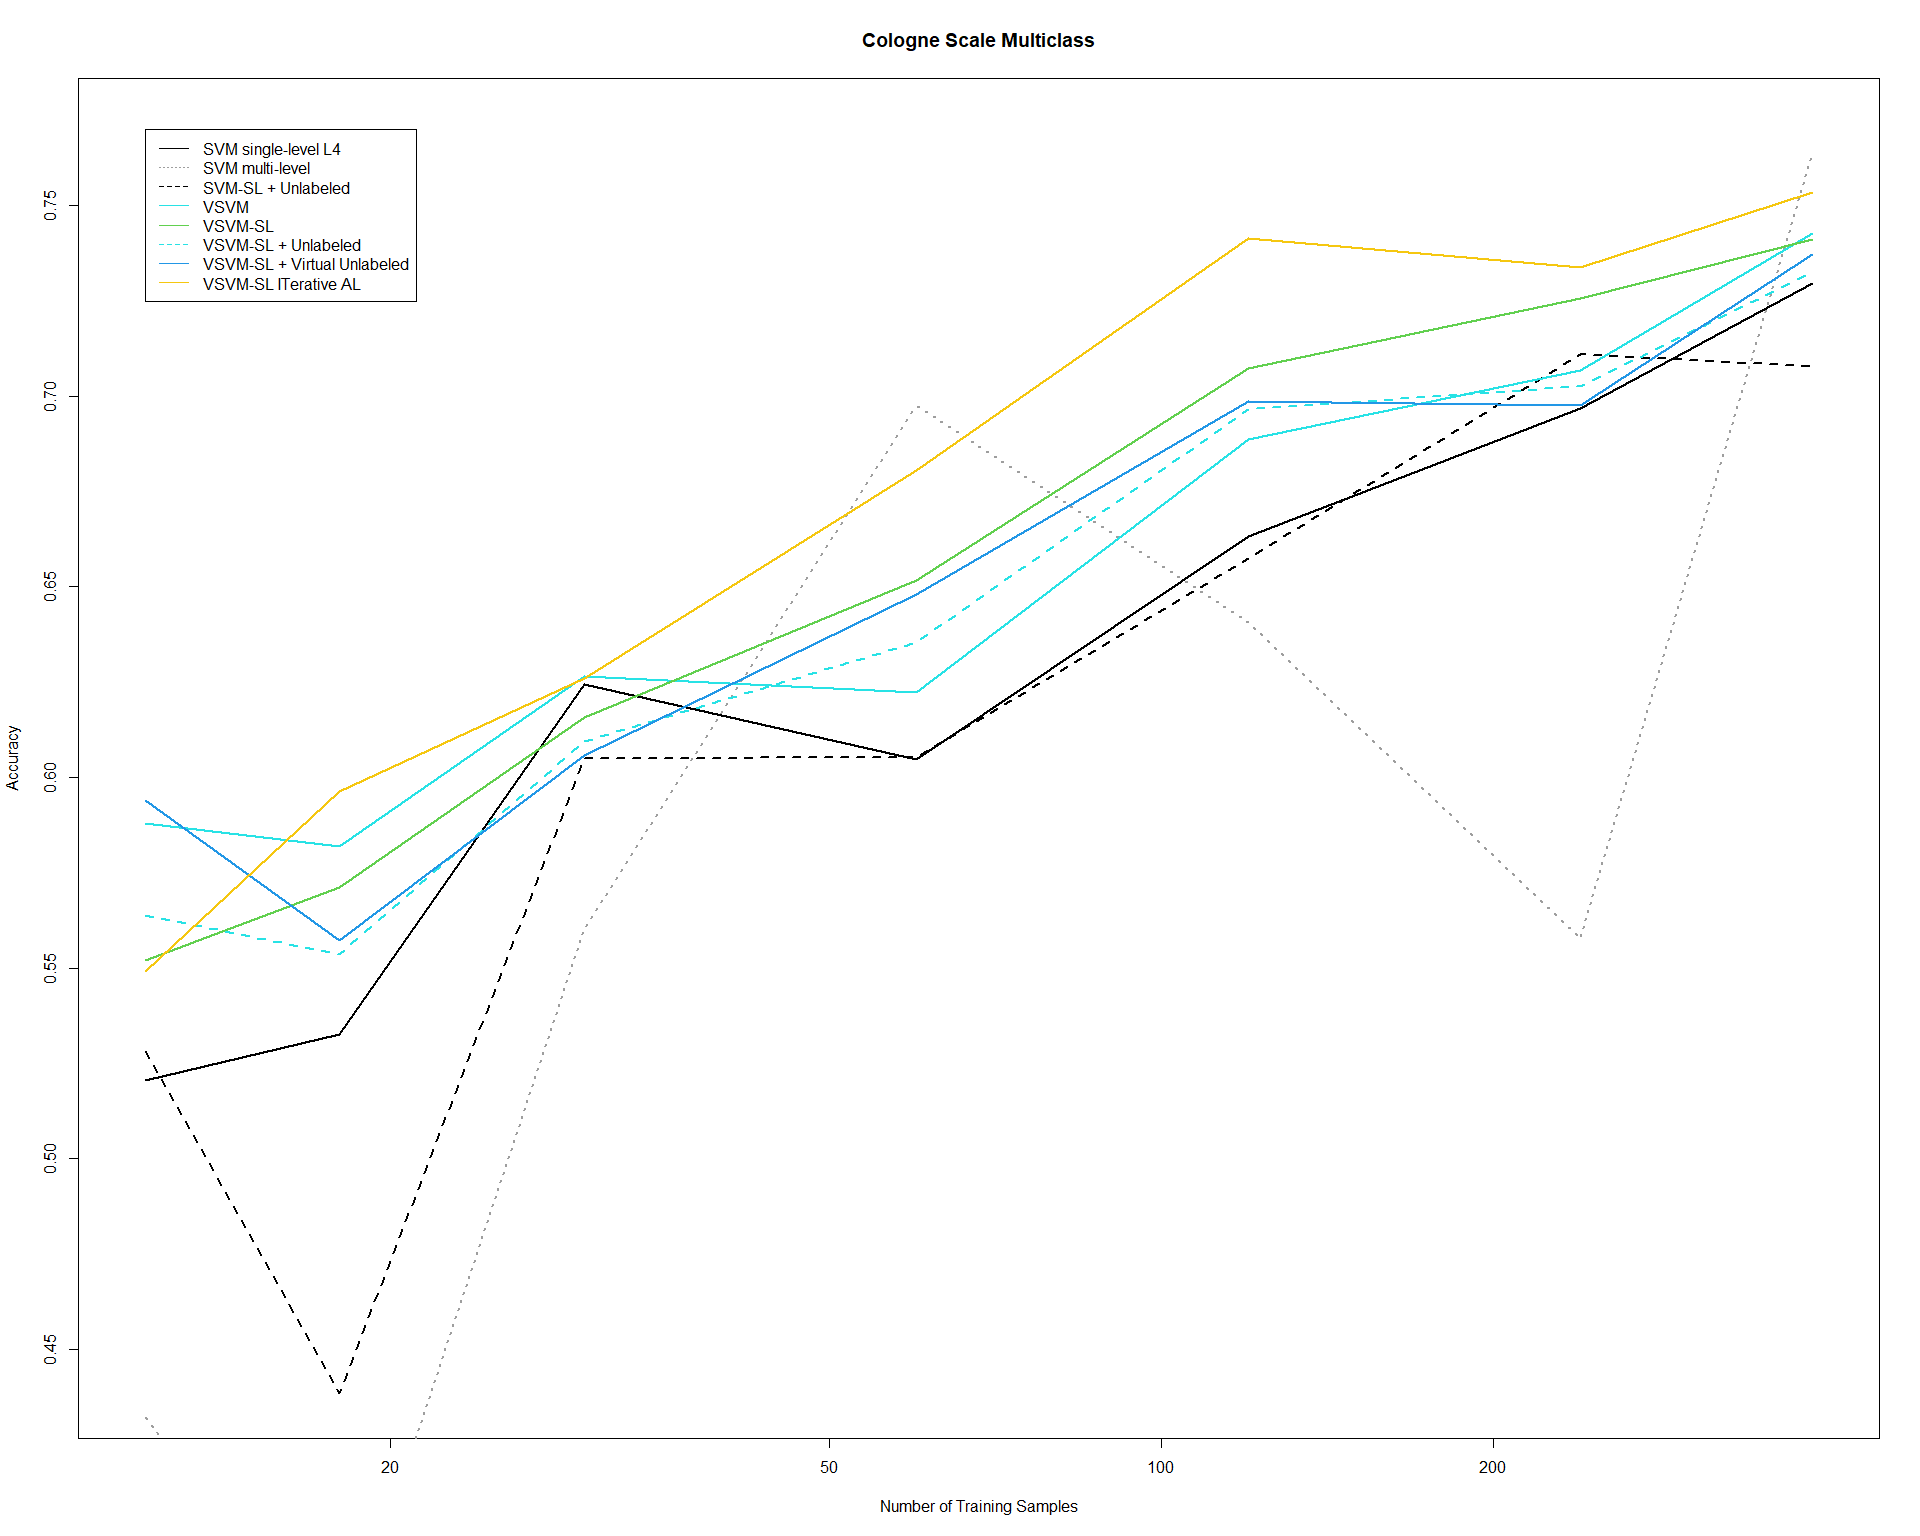 Cologne Scale Multiclass
SVM single-level L4
SVM multi-level
SVM-SL + Unlabeled
VSVM
VSVM-SL
VSVM-SL + Unlabeled
VSVM-SL + Virtual Unlabeled
VSVM-SL ITerative AL
0.75
0.70
0.65
0.60
0.55
0.50
0.45
Accuracy
20
50
100
200
Number of Training Samples